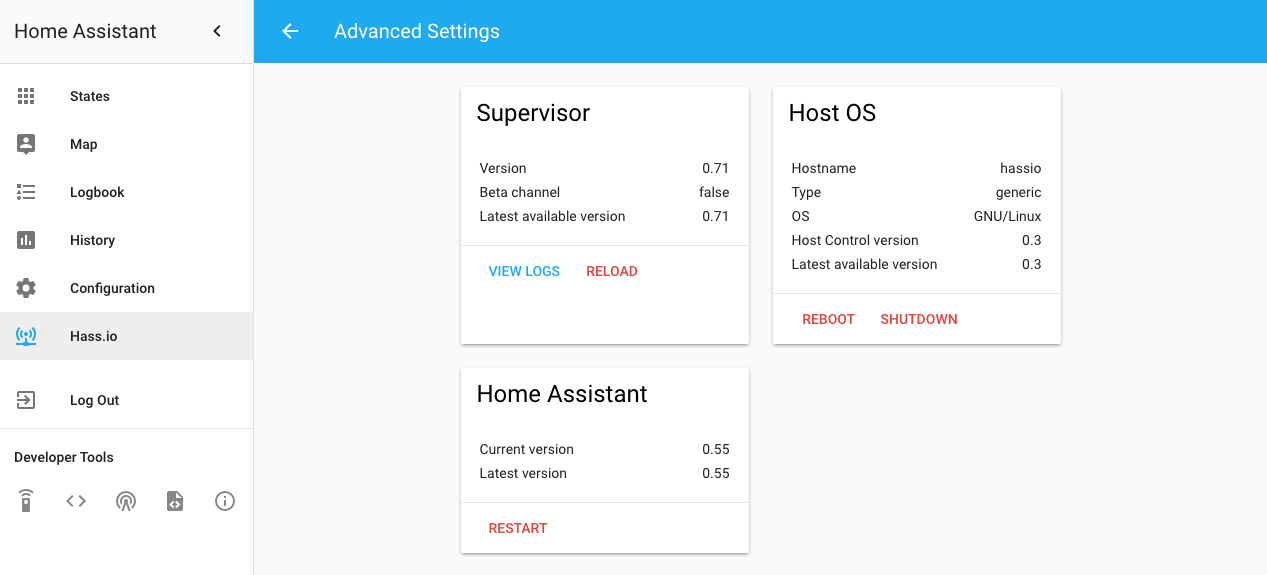 Home Assistant
Advanced Settings
States
Map
Logbook
History
Configuration
Hass.io
Log Out
Developer Tools
Supervisor
Version 0.71
Beta channel false
Latest available version 0.71
VIEW LOGS RELOAD
Host OS
Hostname hassio
Type generic
OS GNU/Linux
Host Control version 0.3
Latest available version 0.3
REBOOT SHUTDOWN
Home Assistant
Current version 0.55
Latest version 0.55
RESTART